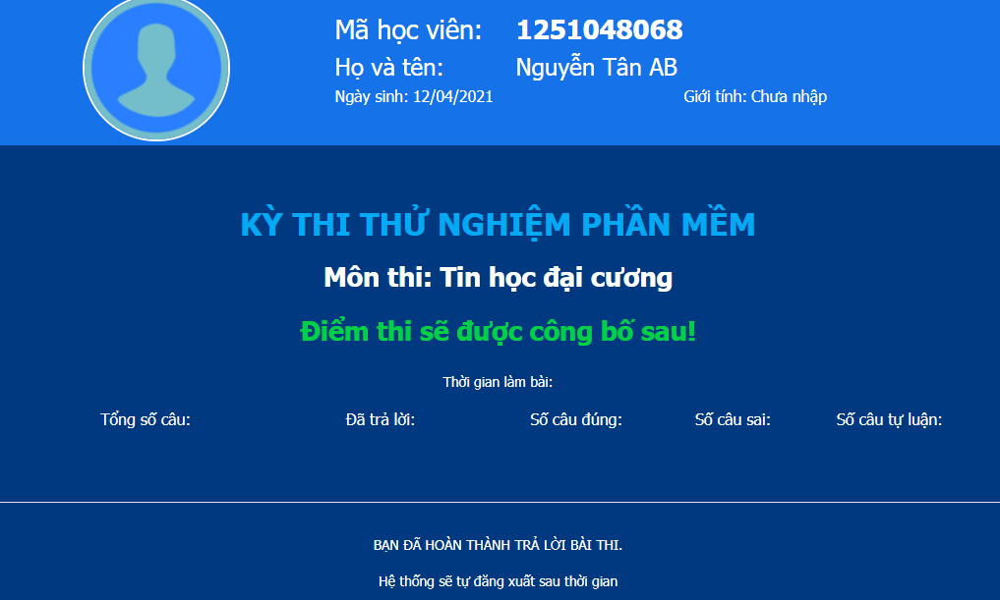 Mã học viên: 1251048068
Họ và tên: Nguyễn Tân AB
Ngày sinh: 12/04/2021 Giới tính: Chưa nhập
KỲ THI THỬ NGHIỆM PHẦN MỀM
Môn thi: Tin học đại cương
Điểm thi sẽ được công bố sau!
Thời gian làm bài:
Tổng số câu: Đã trả lời: Số câu đúng: Số câu sai: Số câu tự luận:
BẠN ĐÃ HOÀN THÀNH TRẢ LỜI BÀI THI.
Hệ thống sẽ tự đăng xuất sau thời gian